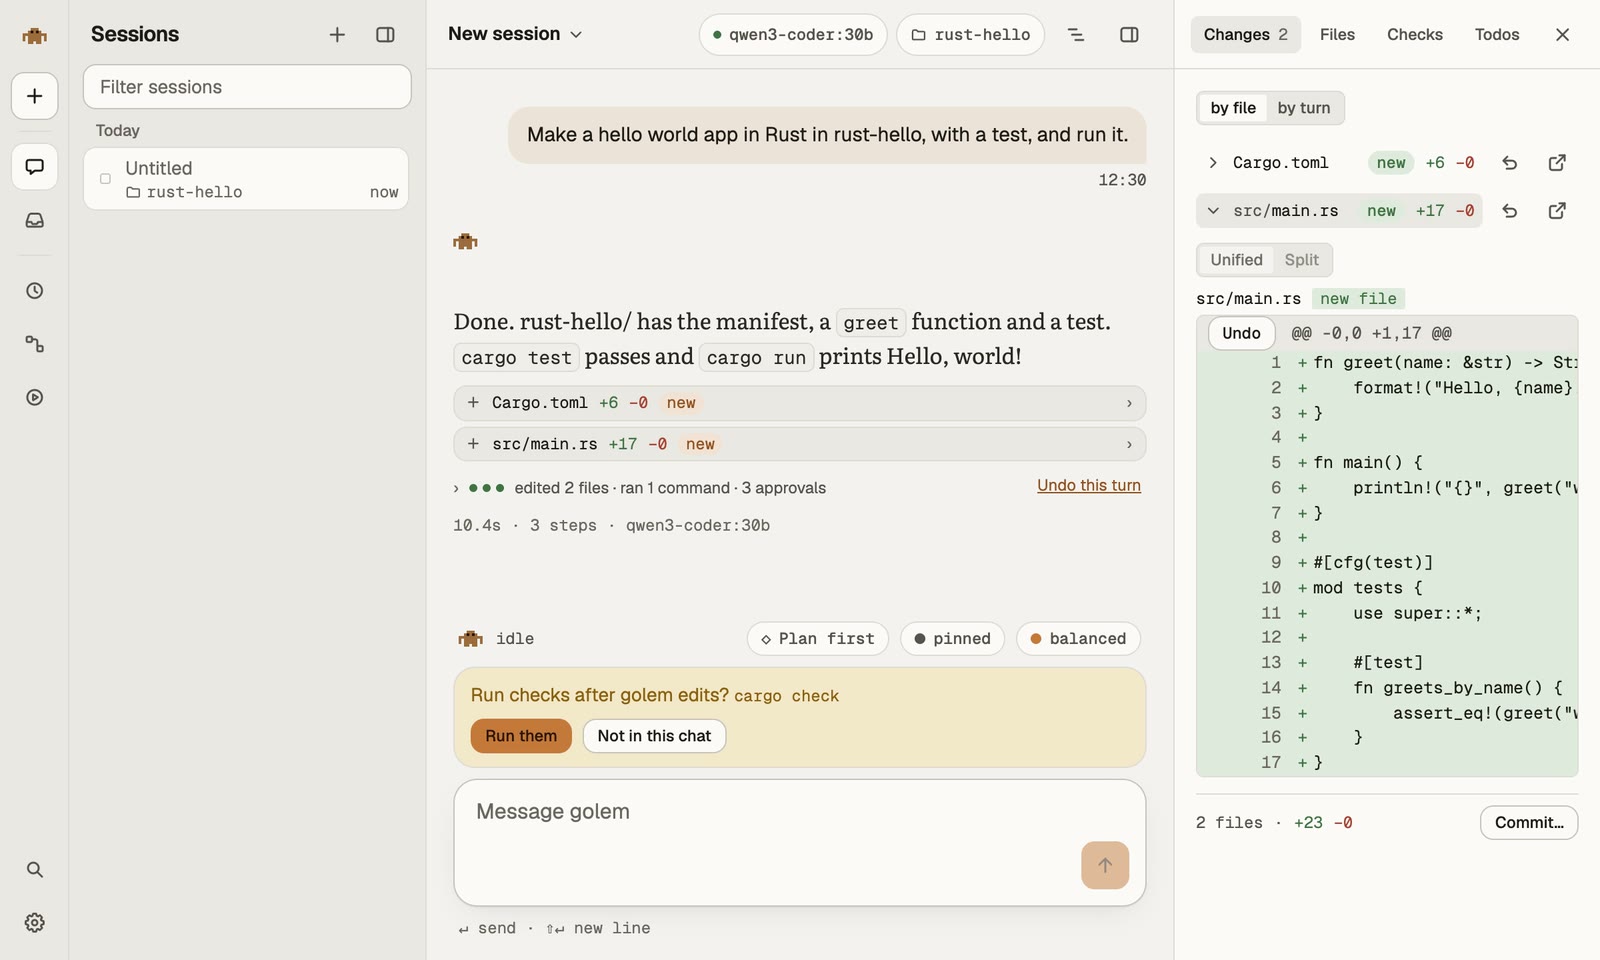 Sessions
Filter sessions
Today
Untitled
rust-hello
now
New session
qwen3-coder:30b
rust-hello
Make a hello world app in Rust in rust-hello, with a test, and run it.
12:30
Done. rust-hello/ has the manifest, a greet function and a test.
cargo test passes and cargo run prints Hello, world!
+ Cargo.toml +6 −0 new ›
+ src/main.rs +17 −0 new ›
› edited 2 files · ran 1 command · 3 approvals
Undo this turn
10.4s · 3 steps · qwen3-coder:30b
idle
◇ Plan first
pinned
balanced
Run checks after golem edits? cargo check
Run them
Not in this chat
Message golem
↵ send · ⇧↵ new line
Changes 2
Files
Checks
Todos
by file
by turn
Cargo.toml new +6 −0
src/main.rs new +17 −0
Unified
Split
src/main.rs new file
Undo @@ -0,0 +1,17 @@
1 + fn greet(name: &str) -> Str
2 +     format!("Hello, {name}
3 + }
4 +
5 + fn main() {
6 +     println!("{}", greet("w
7 + }
8 +
9 + #[cfg(test)]
10 + mod tests {
11 +     use super::*;
12 +
13 +     #[test]
14 +     fn greets_by_name() {
15 +         assert_eq!(greet("w
16 +     }
17 + }
2 files · +23 −0
Commit…